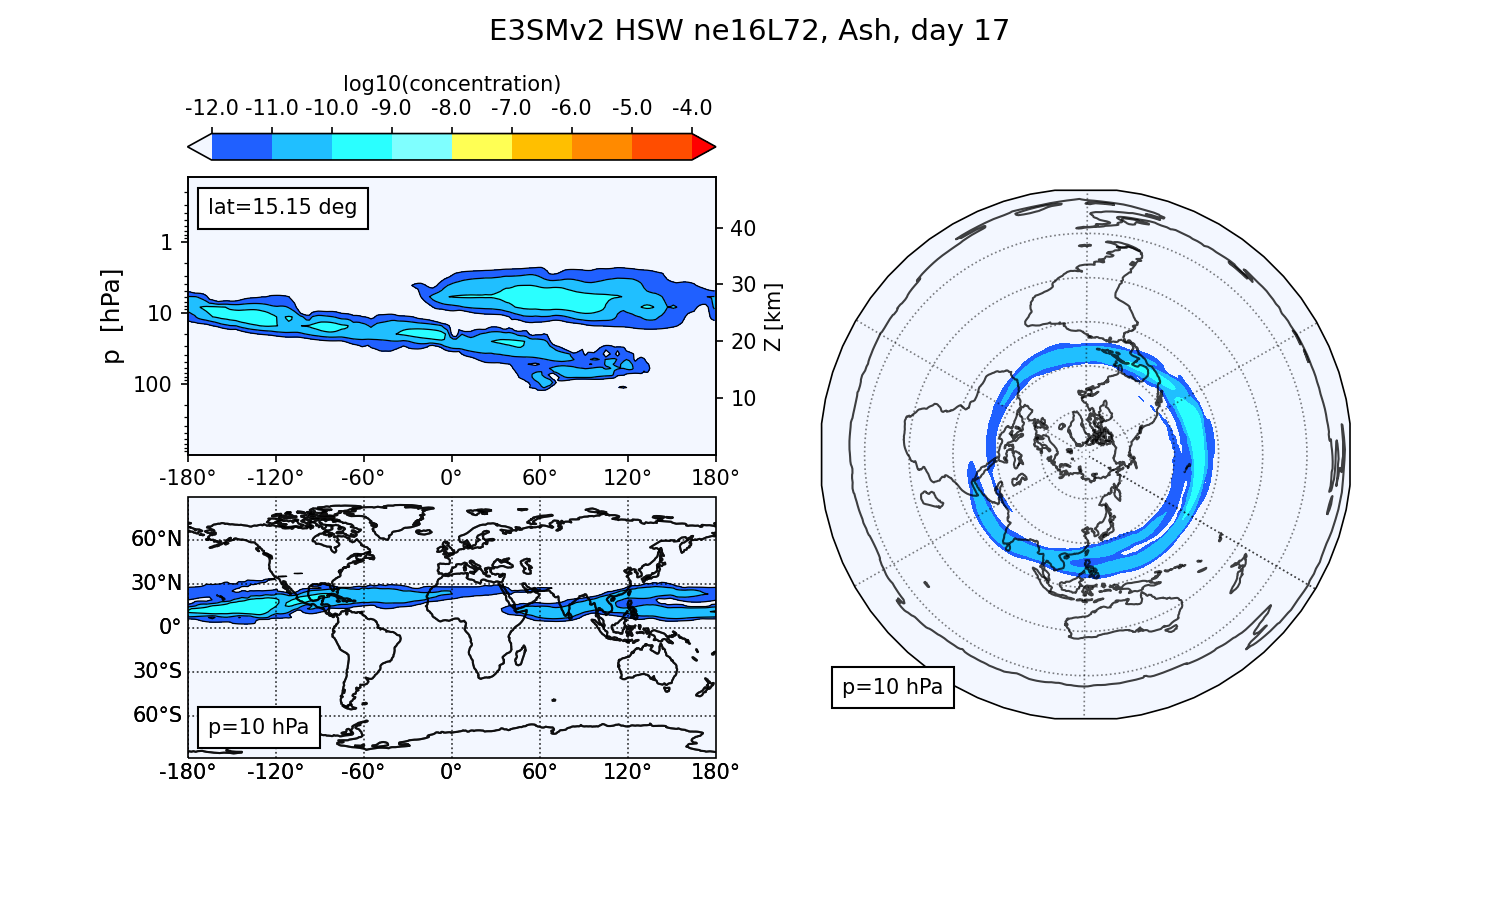 E3SMv2 HSW ne16L72, Ash, day 17
log10(concentration)
-12.0 -11.0 -10.0 -9.0 -8.0 -7.0 -6.0 -5.0 -4.0
lat=15.15 deg
p [hPa]
1
10
100
40
30
20
10
Z [km]
-180° -120° -60° 0° 60° 120° 180°
60°N
30°N
0°
30°S
60°S
p=10 hPa
-180° -120° -60° 0° 60° 120° 180°
p=10 hPa